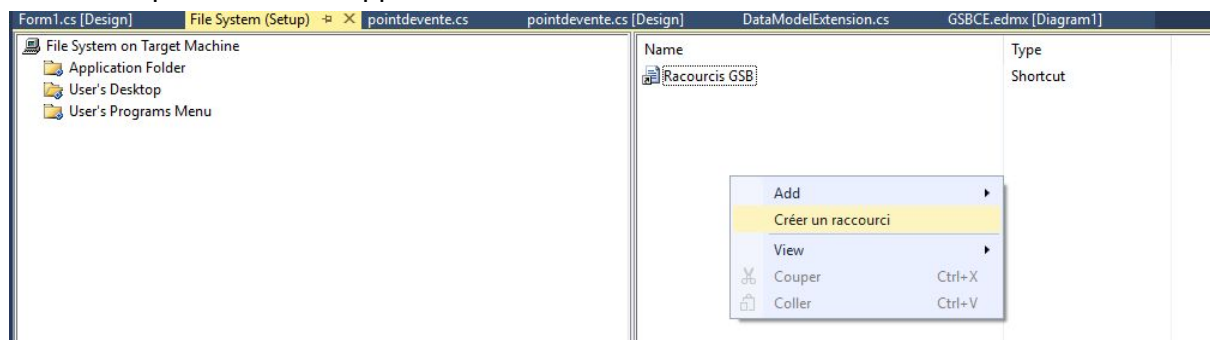 Form1.cs [Design] File System (Setup) pointdevente.cs pointdevente.cs [Design] DataModelExtension.cs GSBCE.edmx [Diagram1]
File System on Target Machine
Application Folder
User's Desktop
User's Programs Menu
Name Type
Racourcis GSB Shortcut
Add
Créer un raccourci
View
Couper Ctrl+X
Coller Ctrl+V